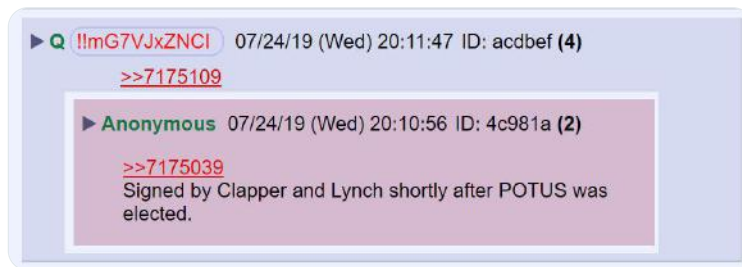 Q !!mG7VJxZNCI 07/24/19 (Wed) 20:11:47 ID: acdbef (4)
>>7175109
Anonymous 07/24/19 (Wed) 20:10:56 ID: 4c981a (2)
>>7175039
Signed by Clapper and Lynch shortly after POTUS was
elected.